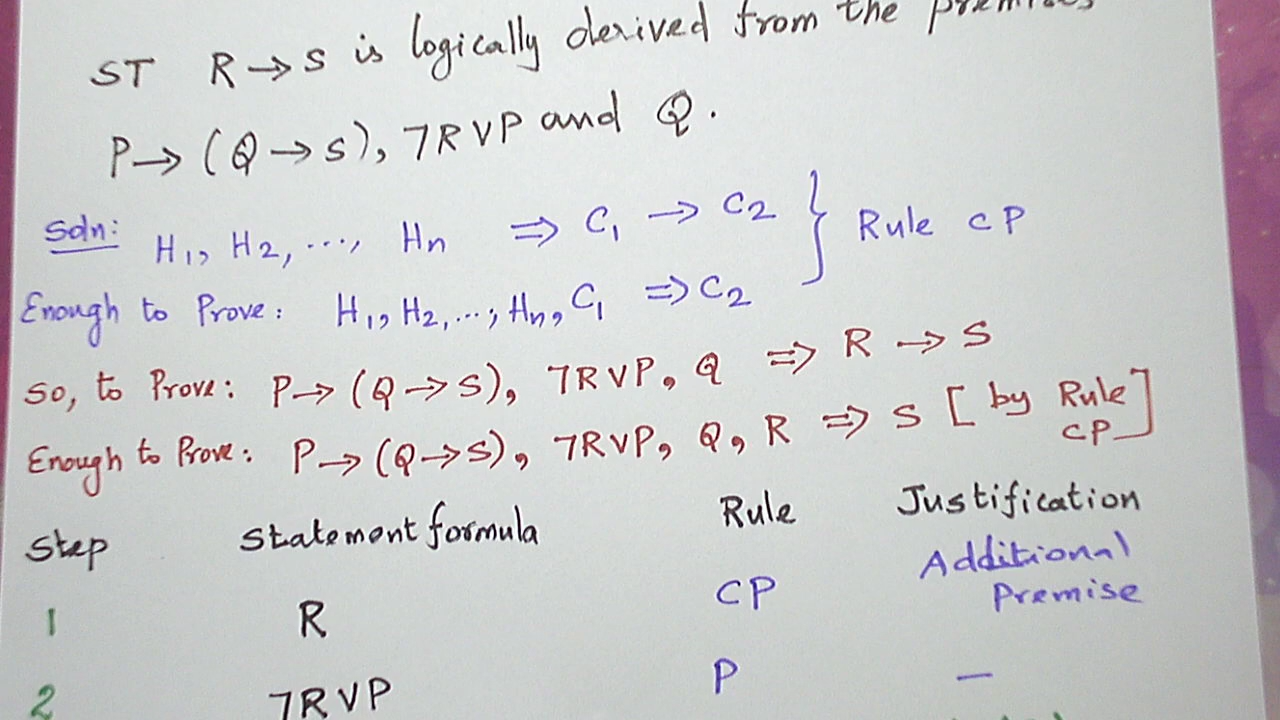 ST R → S is logically derived from the premises
P → (Q → S), ⅂R V P and Q.
Soln: H1, H2, ..., Hn ⇒ C1 → C2 } Rule CP
Enough to Prove: H1, H2, ..., Hn, C1 ⇒ C2
So, to Prove: P → (Q → S), ⅂R V P, Q ⇒ R → S
Enough to Prove: P → (Q → S), ⅂R V P, Q, R ⇒ S [by Rule CP]
Step Statement formula Rule Justification
1 R CP Additional Premise
2 ⅂R V P P —